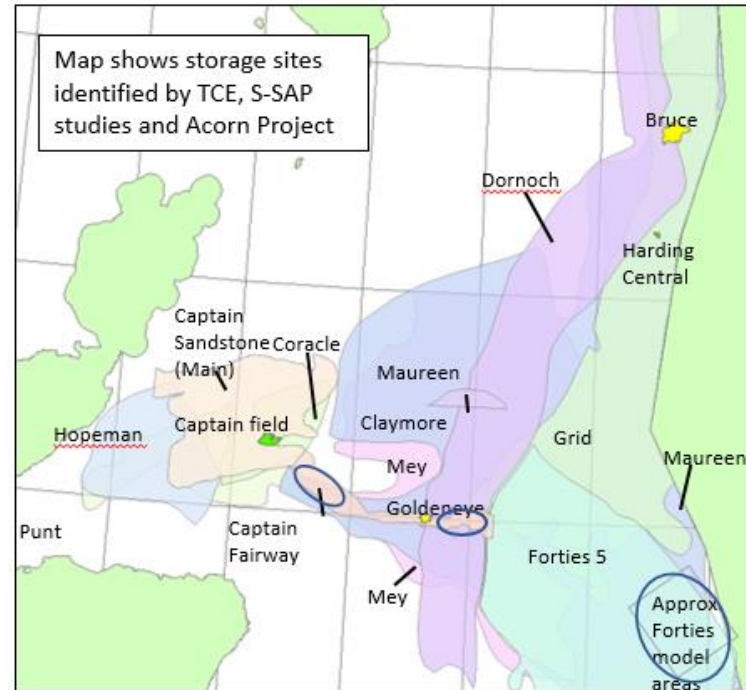 Map shows storage sites
identified by TCE, S-SAP
studies and Acorn Project
Bruce
Dornoch
Harding
Central
Captain
Sandstone
(Main)
Coracle
Maureen
Captain field
Claymore
Hopeman
Grid
Mey
Maureen
Goldeneye
Punt
Captain
Fairway
Forties 5
Mey
Approx
Forties
model
areas